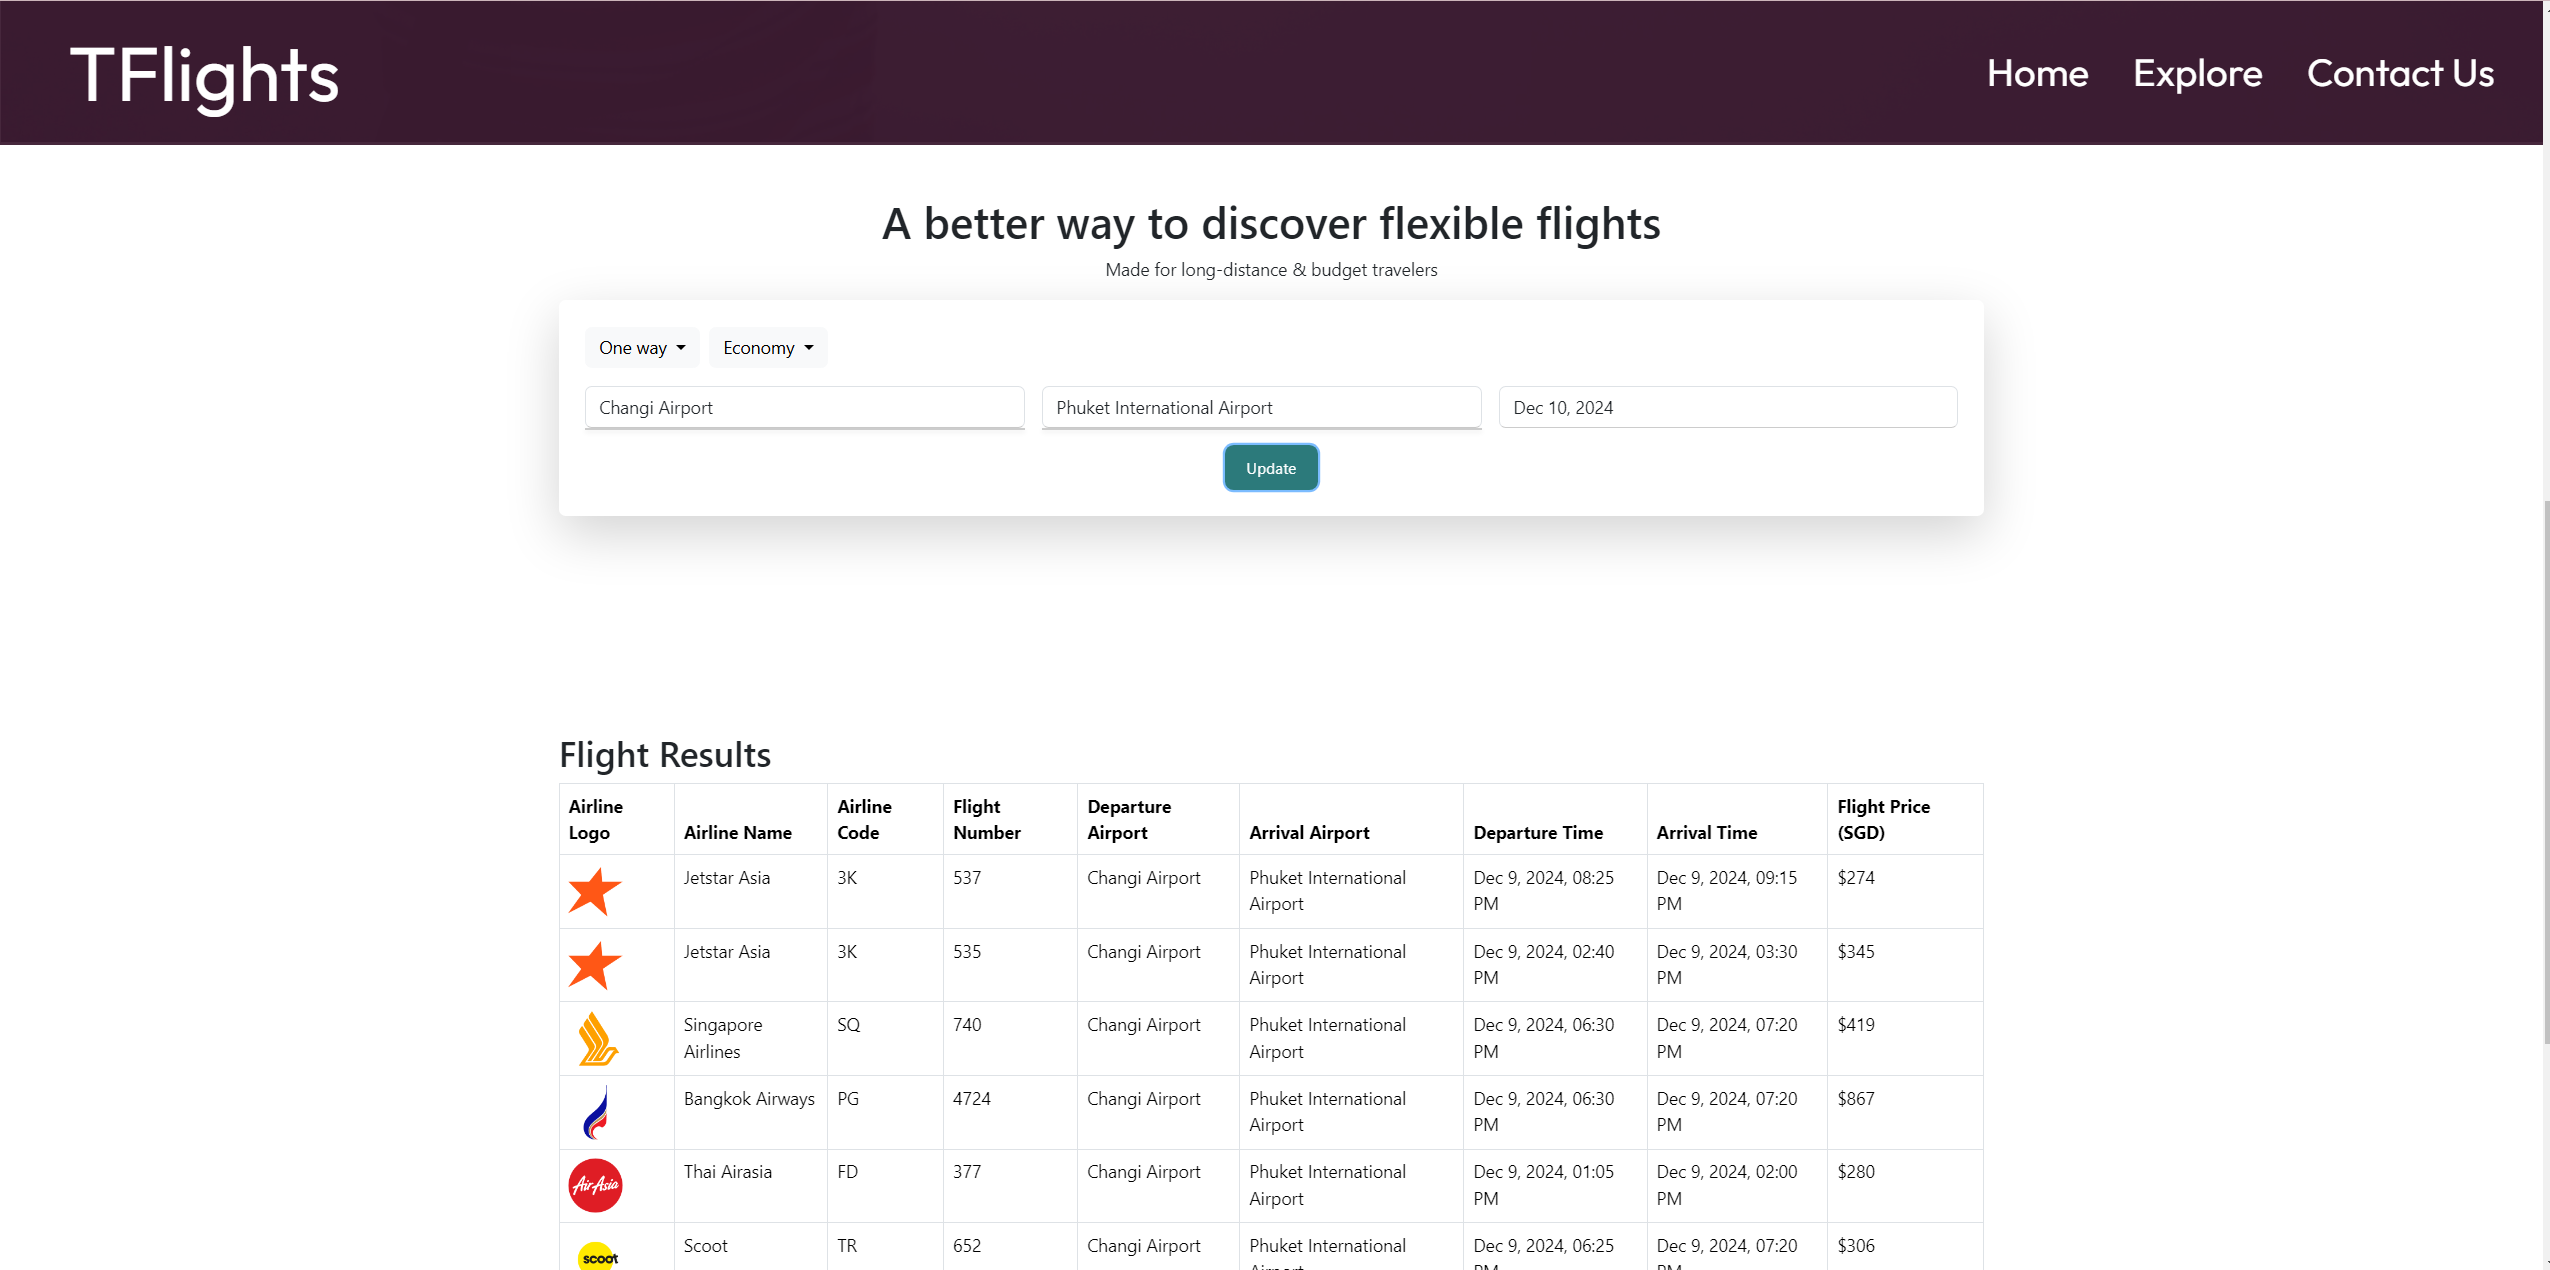 TFlights
Home Explore Contact Us
A better way to discover flexible flights
Made for long-distance & budget travelers
One way Economy
Changi Airport Phuket International Airport Dec 10, 2024
Update
Flight Results
Airline Logo Airline Name Airline Code Flight Number Departure Airport Arrival Airport Departure Time Arrival Time Flight Price (SGD)
Jetstar Asia 3K 537 Changi Airport Phuket International Airport Dec 9, 2024, 08:25 PM Dec 9, 2024, 09:15 PM $274
Jetstar Asia 3K 535 Changi Airport Phuket International Airport Dec 9, 2024, 02:40 PM Dec 9, 2024, 03:30 PM $345
Singapore Airlines SQ 740 Changi Airport Phuket International Airport Dec 9, 2024, 06:30 PM Dec 9, 2024, 07:20 PM $419
Bangkok Airways PG 4724 Changi Airport Phuket International Airport Dec 9, 2024, 06:30 PM Dec 9, 2024, 07:20 PM $867
AirAsia Thai Airasia FD 377 Changi Airport Phuket International Airport Dec 9, 2024, 01:05 PM Dec 9, 2024, 02:00 PM $280
scoot Scoot TR 652 Changi Airport Phuket International Dec 9, 2024, 06:25 Dec 9, 2024, 07:20 $306